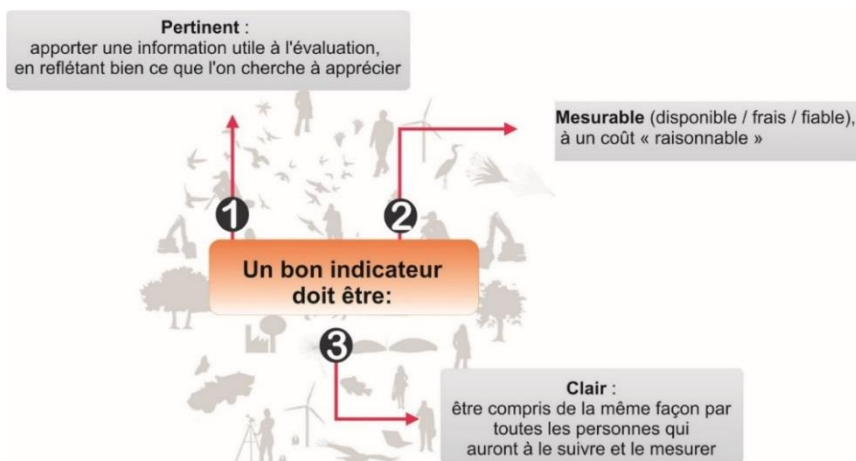 Pertinent :
apporter une information utile à l'évaluation,
en reflétant bien ce que l'on cherche à apprécier
Mesurable (disponible / frais / fiable),
à un coût « raisonnable »
1
2
Un bon indicateur
doit être:
3
Clair :
être compris de la même façon par
toutes les personnes qui
auront à le suivre et le mesurer